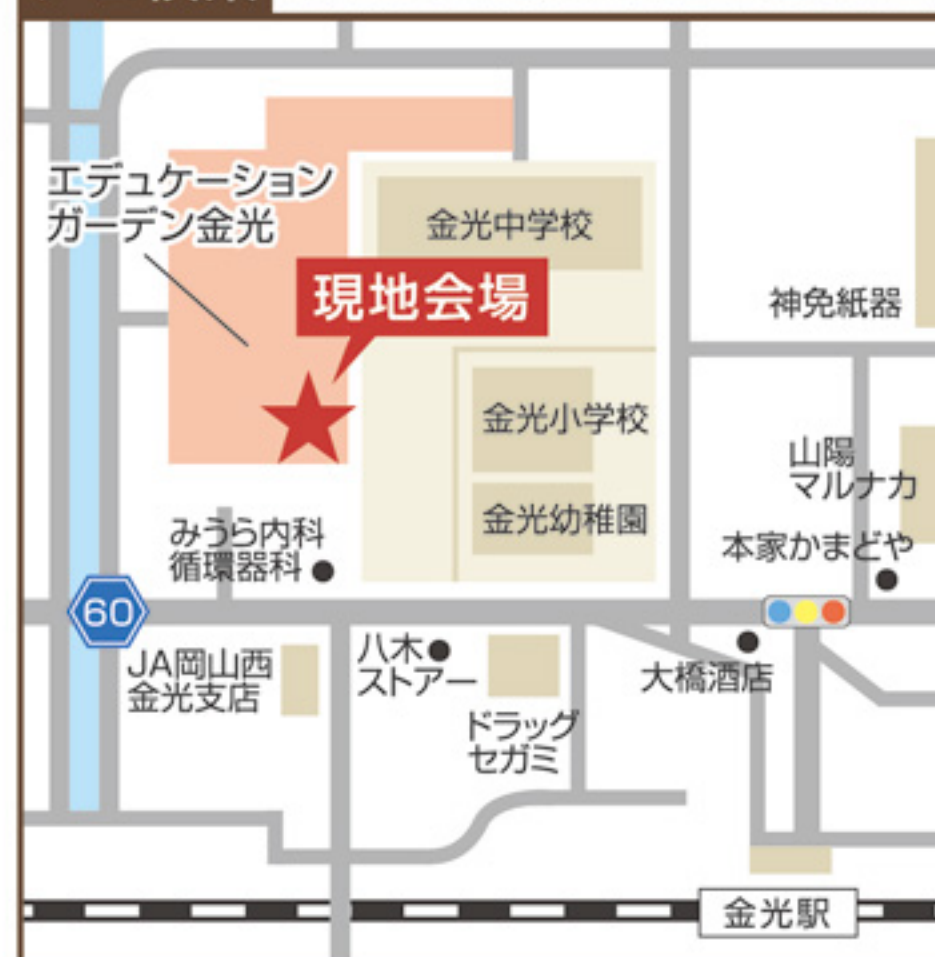 エデュケーション
ガーデン金光
金光中学校
現地会場
神免紙器
金光小学校
山陽
マルナカ
金光幼稚園
みうら内科
循環器科
本家かまどや
60
JA岡山西
金光支店
八木
ストアー
大橋酒店
ドラッグ
セガミ
金光駅